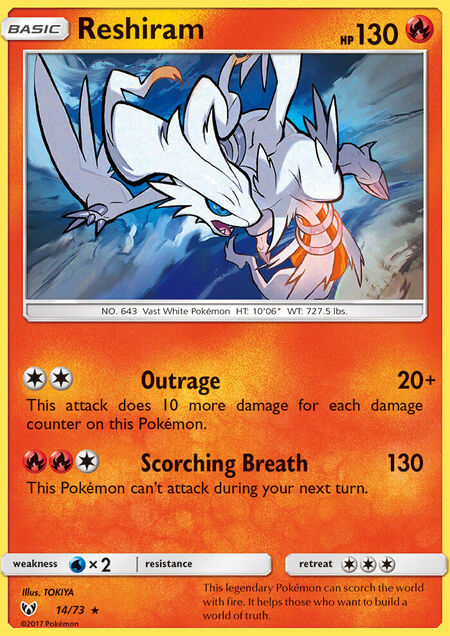 BASIC Reshiram HP 130
NO. 643 Vast White Pokémon HT: 10'06" WT: 727.5 lbs.
Outrage 20+
This attack does 10 more damage for each damage
counter on this Pokémon.
Scorching Breath 130
This Pokémon can't attack during your next turn.
weakness ×2 resistance retreat
Illus. TOKIYA
14/73 ★
©2017 Pokémon
This legendary Pokémon can scorch the world
with fire. It helps those who want to build a
world of truth.